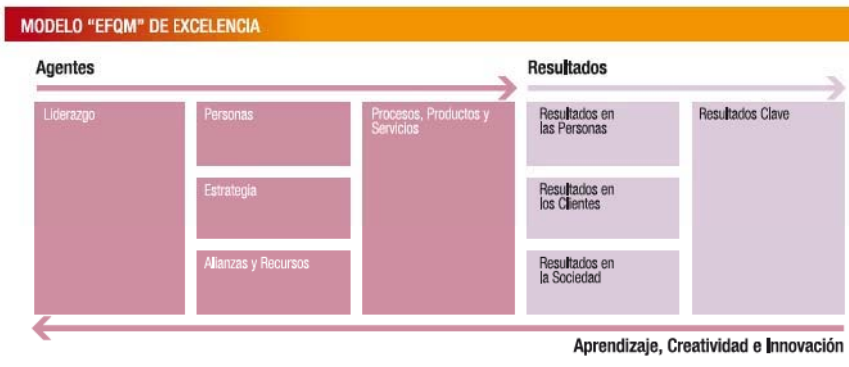 MODELO “EFQM” DE EXCELENCIA
Agentes
Resultados
Liderazgo
Personas
Estrategia
Alianzas y Recursos
Procesos, Productos y
Servicios
Resultados en
las Personas
Resultados en
los Clientes
Resultados en
la Sociedad
Resultados Clave
Aprendizaje, Creatividad e Innovación